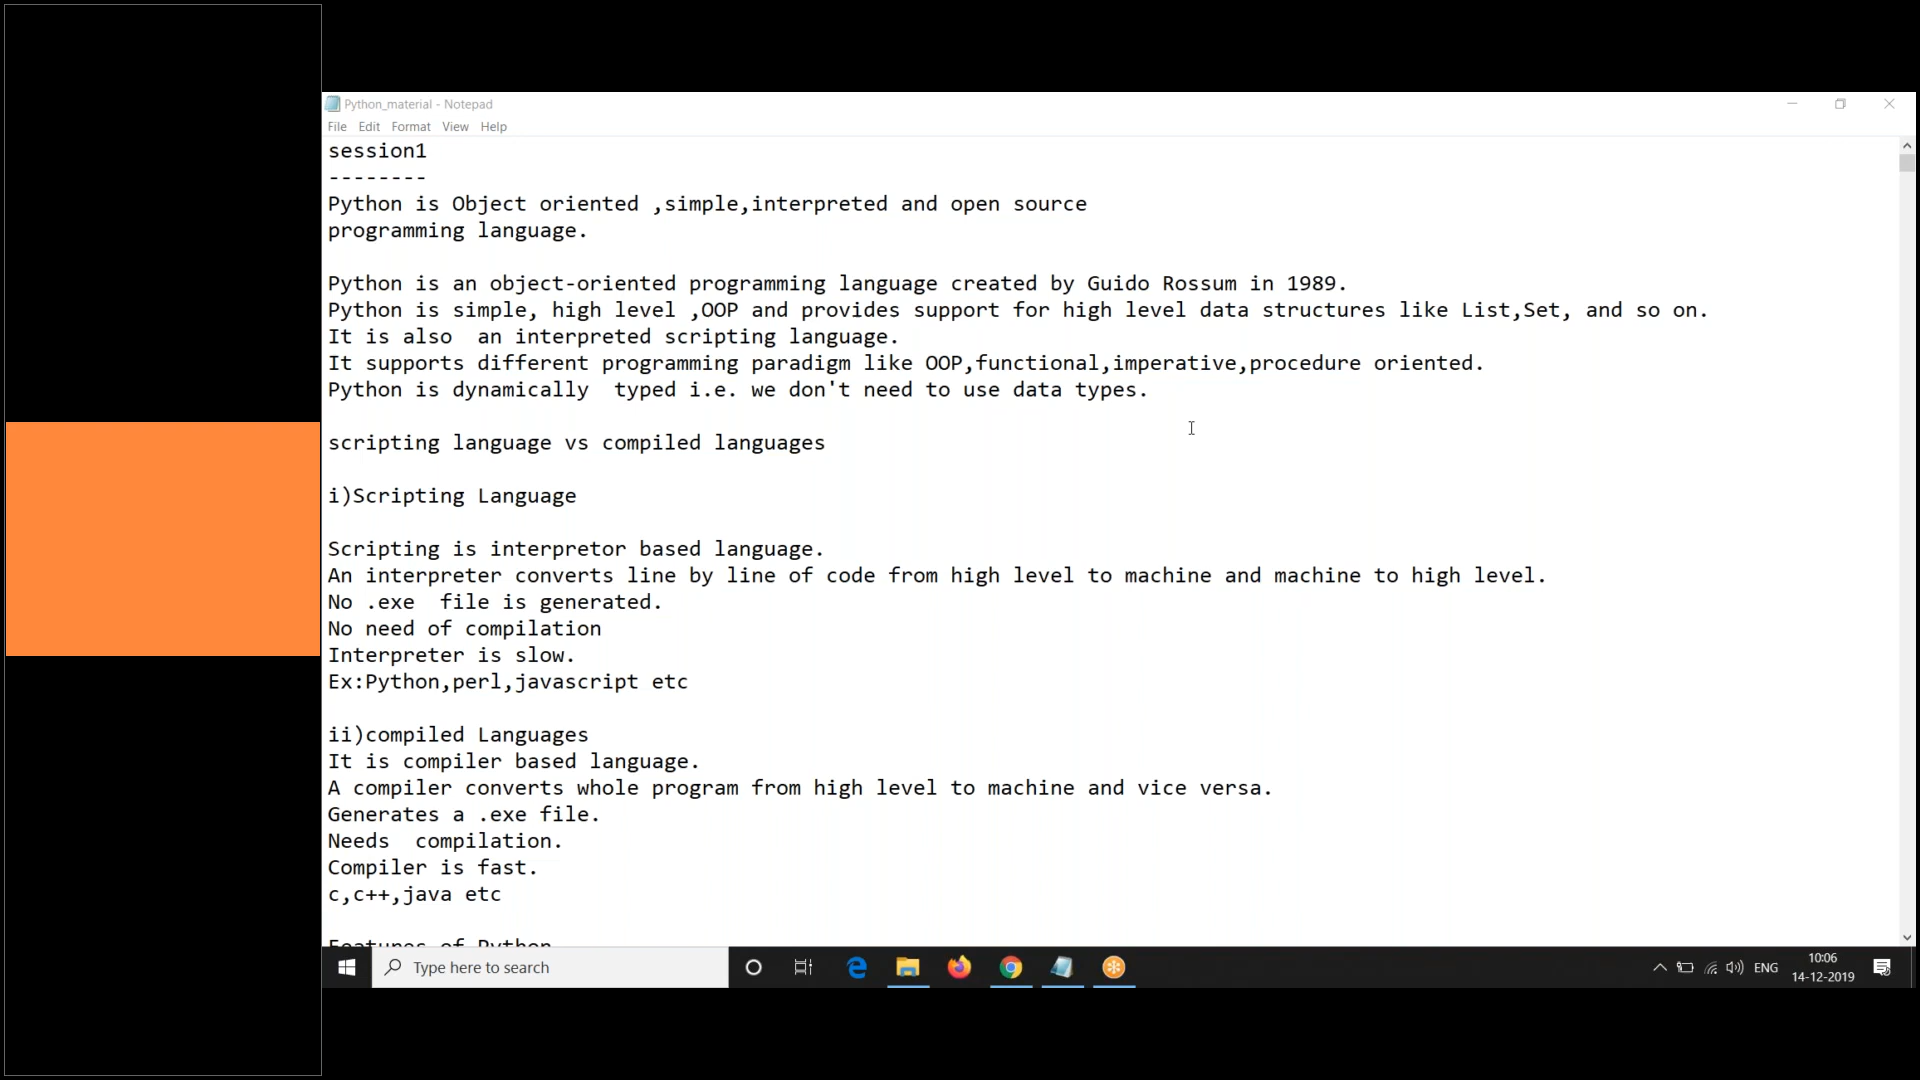 Python_material - Notepad
File Edit Format View Help
session1
--------
Python is Object oriented ,simple,interpreted and open source
programming language.
Python is an object-oriented programming language created by Guido Rossum in 1989.
Python is simple, high level ,OOP and provides support for high level data structures like List,Set, and so on.
It is also  an interpreted scripting language.
It supports different programming paradigm like OOP,functional,imperative,procedure oriented.
Python is dynamically  typed i.e. we don't need to use data types.
scripting language vs compiled languages
i)Scripting Language
Scripting is interpretor based language.
An interpreter converts line by line of code from high level to machine and machine to high level.
No .exe  file is generated.
No need of compilation
Interpreter is slow.
Ex:Python,perl,javascript etc
ii)compiled Languages
It is compiler based language.
A compiler converts whole program from high level to machine and vice versa.
Generates a .exe file.
Needs  compilation.
Compiler is fast.
c,c++,java etc
Features of Python
Type here to search
ENG
10:06
14-12-2019